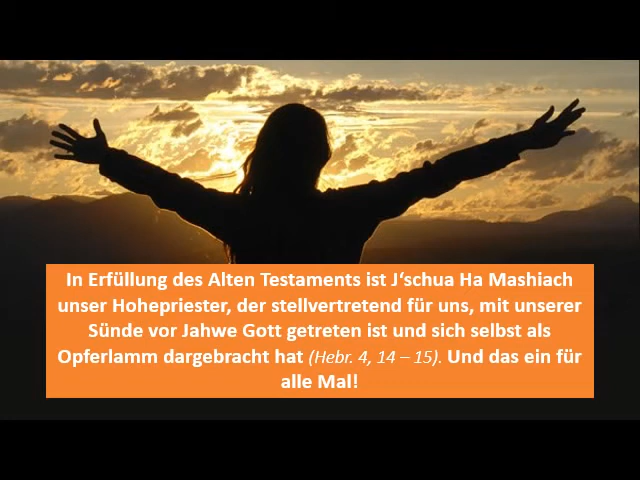 In Erfüllung des Alten Testaments ist J‘schua Ha Mashiach
unser Hohepriester, der stellvertretend für uns, mit unserer
Sünde vor Jahwe Gott getreten ist und sich selbst als
Opferlamm dargebracht hat (Hebr. 4, 14 – 15). Und das ein für
alle Mal!